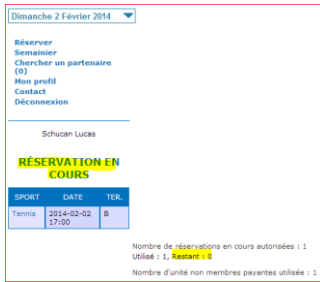 Dimanche 2 Février 2014
Réserver
Semainier
Chercher un partenaire
(0)
Mon profil
Contact
Déconnexion
Schucan Lucas
RÉSERVATION EN
COURS
SPORT DATE TER.
Tennis 2014-02-02 B
17:00
Nombre de réservations en cours autorisées : 1
Utilisé : 1, Restant : 0
Nombre d'unité non membres payantes utilisée : 1